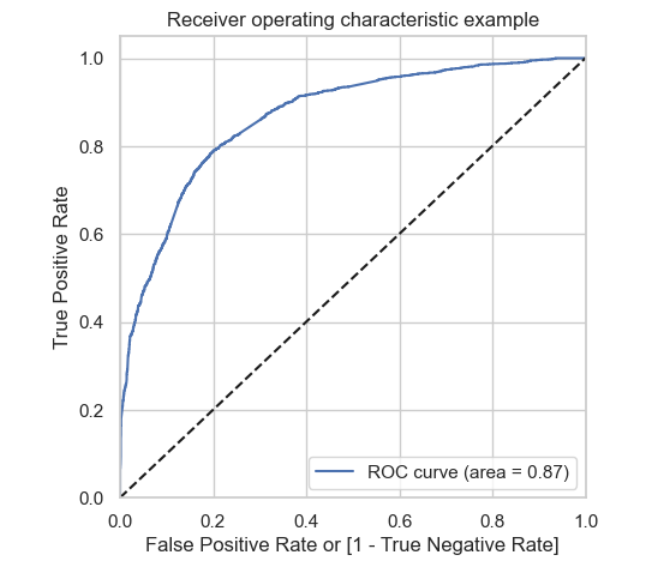 Receiver operating characteristic example
True Positive Rate
1.0
0.8
0.6
0.4
0.2
0.0
ROC curve (area = 0.87)
0.0 0.2 0.4 0.6 0.8 1.0
False Positive Rate or [1 - True Negative Rate]